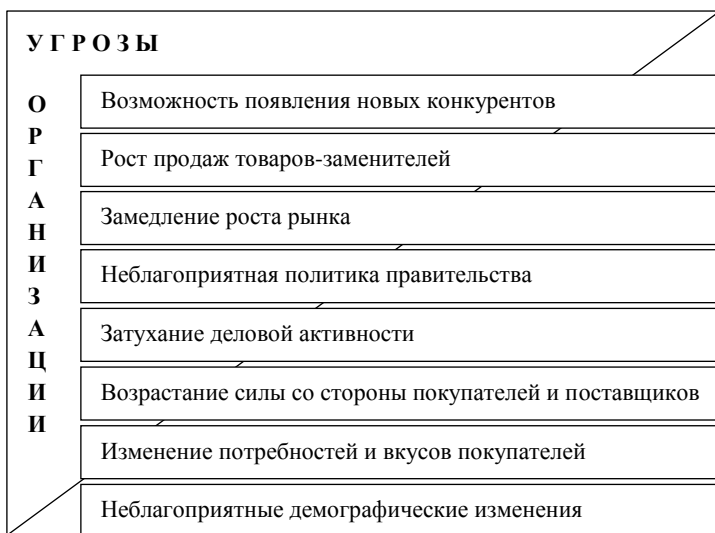 У Г Р О З Ы
О
Р
Г
А
Н
И
З
А
Ц
И
И
Возможность появления новых конкурентов
Рост продаж товаров-заменителей
Замедление роста рынка
Неблагоприятная политика правительства
Затухание деловой активности
Возрастание силы со стороны покупателей и поставщиков
Изменение потребностей и вкусов покупателей
Неблагоприятные демографические изменения